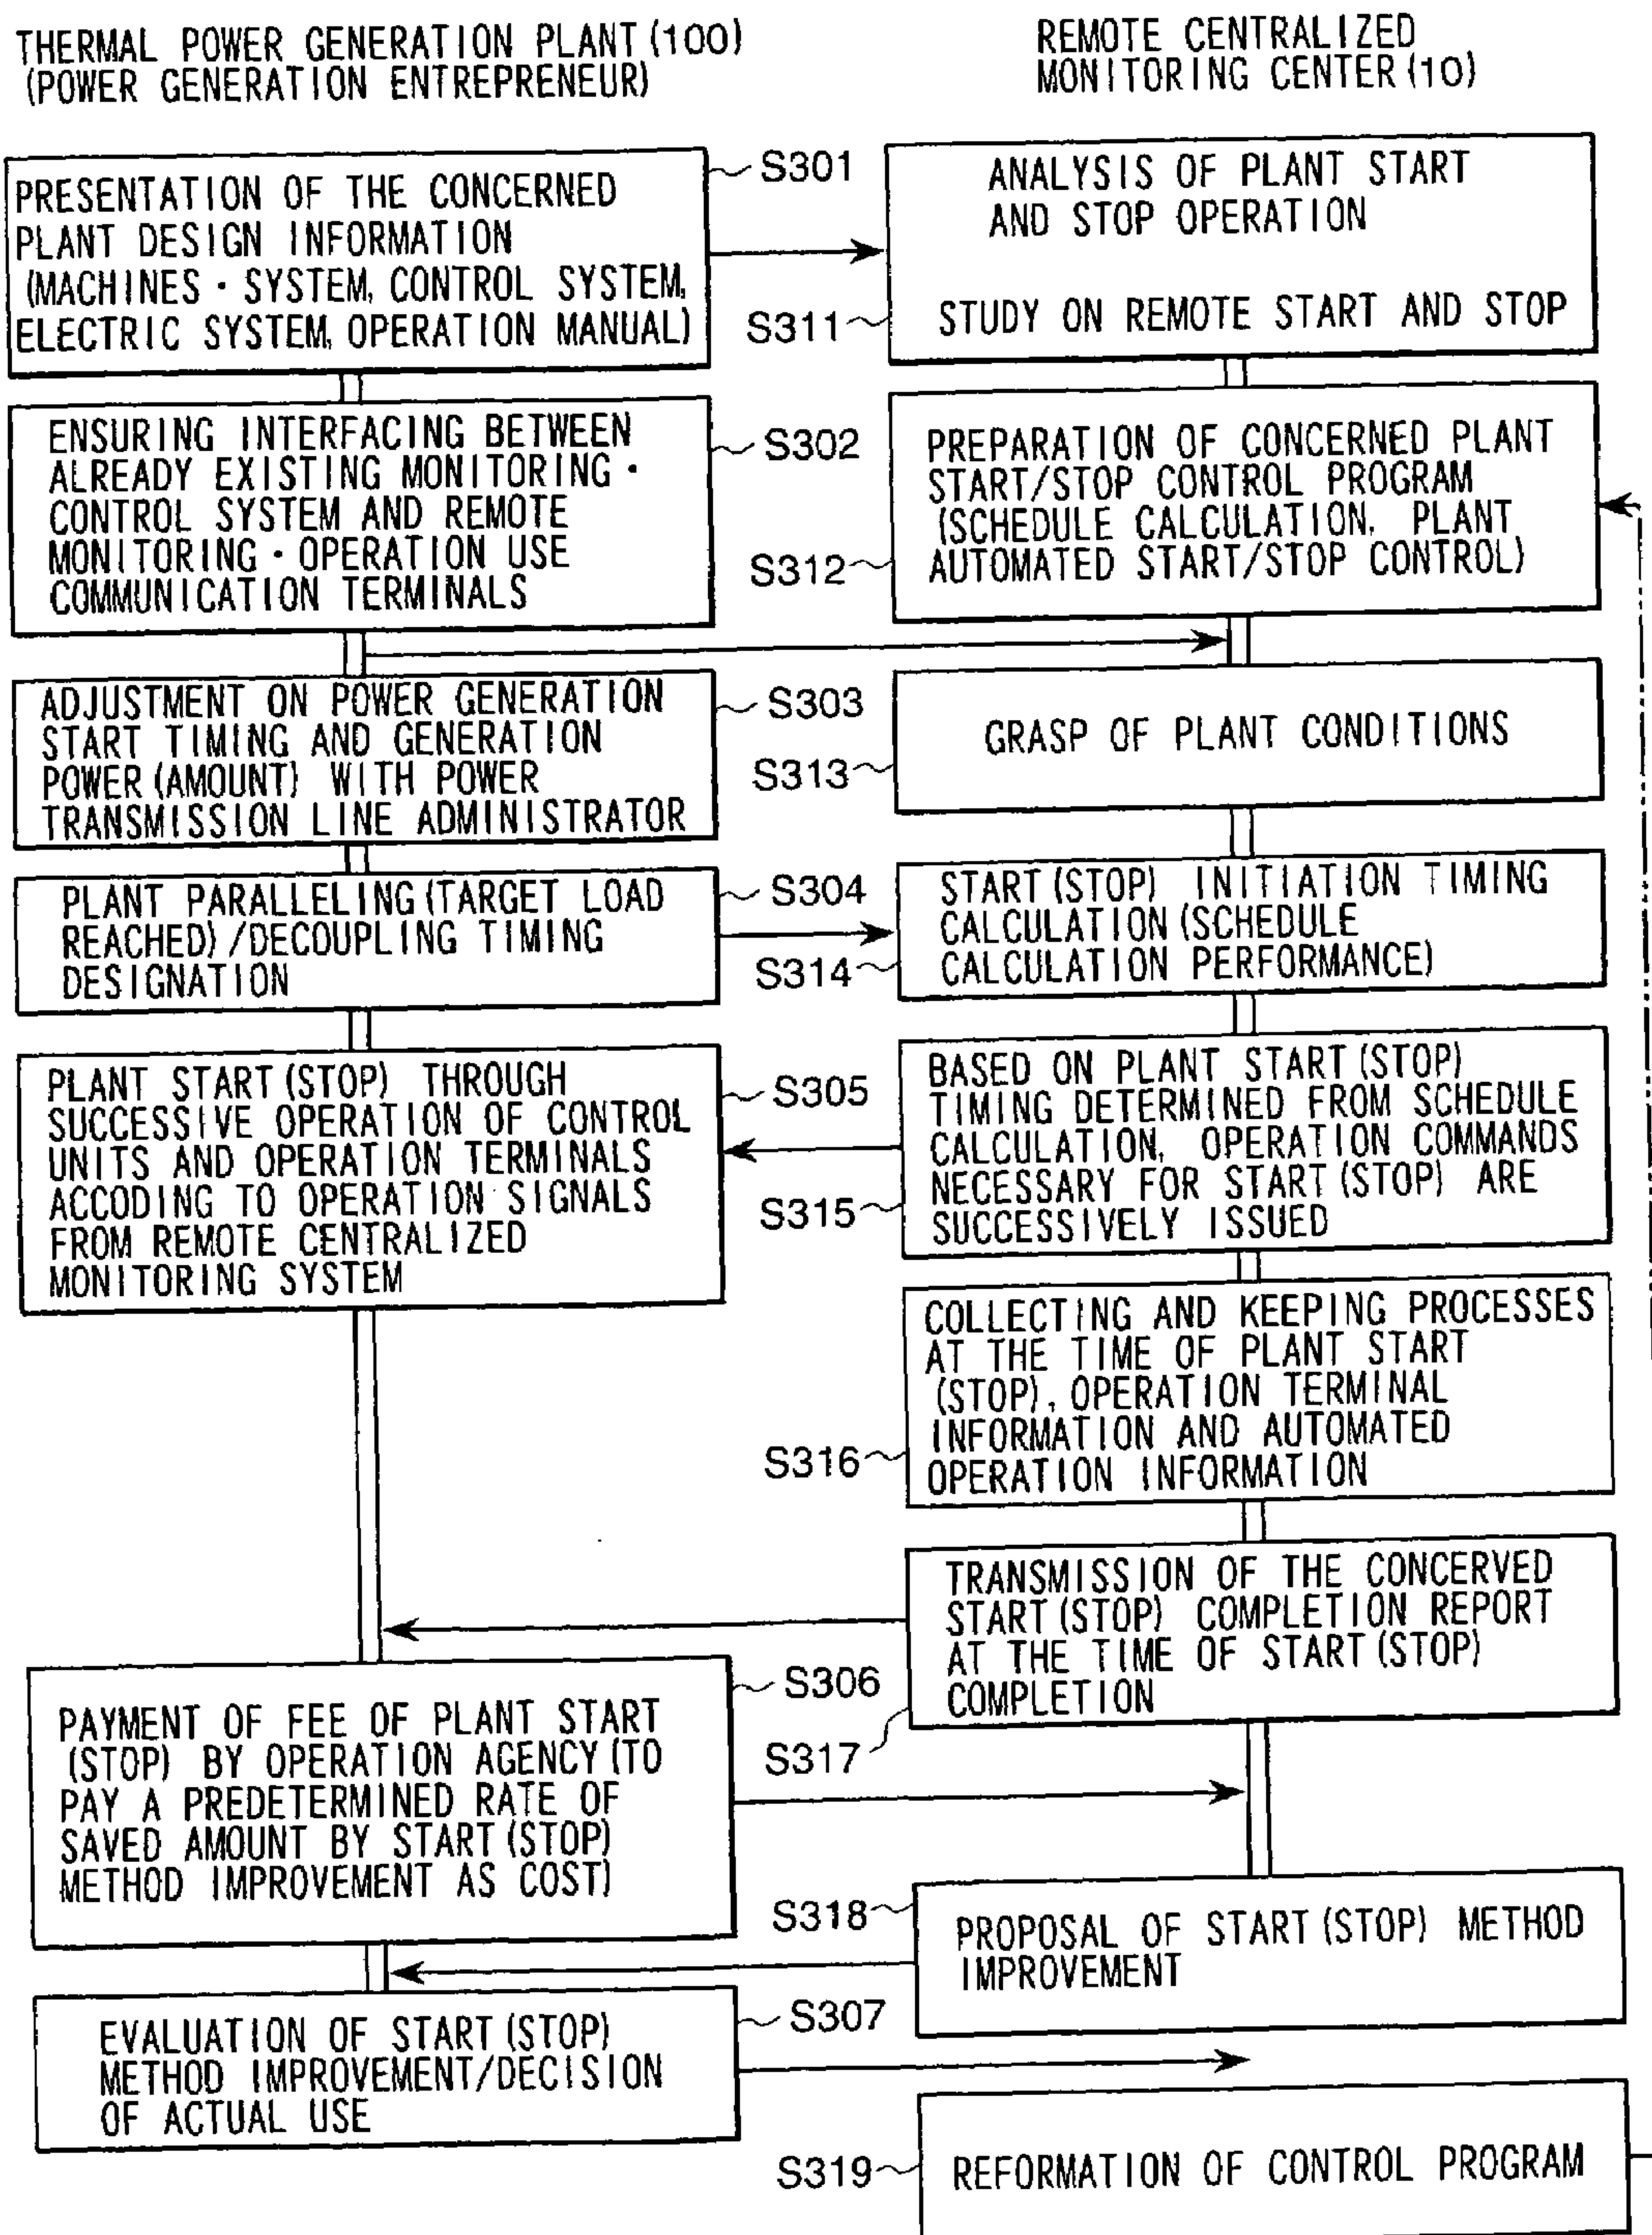 THERMAL POWER GENERATION PLANT (100)
(POWER GENERATION ENTREPRENEUR)
REMOTE CENTRALIZED
MONITORING CENTER (10)
PRESENTATION OF THE CONCERNED
PLANT DESIGN INFORMATION
(MACHINES · SYSTEM, CONTROL SYSTEM,
ELECTRIC SYSTEM, OPERATION MANUAL)
S301
ANALYSIS OF PLANT START
AND STOP OPERATION
STUDY ON REMOTE START AND STOP
S311
ENSURING INTERFACING BETWEEN
ALREADY EXISTING MONITORING ·
CONTROL SYSTEM AND REMOTE
MONITORING · OPERATION USE
COMMUNICATION TERMINALS
S302
PREPARATION OF CONCERNED PLANT
START/STOP CONTROL PROGRAM
(SCHEDULE CALCULATION, PLANT
AUTOMATED START/STOP CONTROL)
S312
ADJUSTMENT ON POWER GENERATION
START TIMING AND GENERATION
POWER (AMOUNT) WITH POWER
TRANSMISSION LINE ADMINISTRATOR
S303
GRASP OF PLANT CONDITIONS
S313
PLANT PARALLELING (TARGET LOAD
REACHED) /DECOUPLING TIMING
DESIGNATION
S304
START (STOP) INITIATION TIMING
CALCULATION (SCHEDULE
CALCULATION PERFORMANCE)
S314
PLANT START (STOP) THROUGH
SUCCESSIVE OPERATION OF CONTROL
UNITS AND OPERATION TERMINALS
ACCODING TO OPERATION SIGNALS
FROM REMOTE CENTRALIZED
MONITORING SYSTEM
S305
BASED ON PLANT START (STOP)
TIMING DETERMINED FROM SCHEDULE
CALCULATION, OPERATION COMMANDS
NECESSARY FOR START (STOP) ARE
SUCCESSIVELY ISSUED
S315
COLLECTING AND KEEPING PROCESSES
AT THE TIME OF PLANT START
(STOP), OPERATION TERMINAL
INFORMATION AND AUTOMATED
OPERATION INFORMATION
S316
TRANSMISSION OF THE CONCERVED
START (STOP) COMPLETION REPORT
AT THE TIME OF START (STOP)
COMPLETION
S317
PAYMENT OF FEE OF PLANT START
(STOP) BY OPERATION AGENCY (TO
PAY A PREDETERMINED RATE OF
SAVED AMOUNT BY START (STOP)
METHOD IMPROVEMENT AS COST)
S306
PROPOSAL OF START (STOP) METHOD
IMPROVEMENT
S318
EVALUATION OF START (STOP)
METHOD IMPROVEMENT/DECISION
OF ACTUAL USE
S307
REFORMATION OF CONTROL PROGRAM
S319